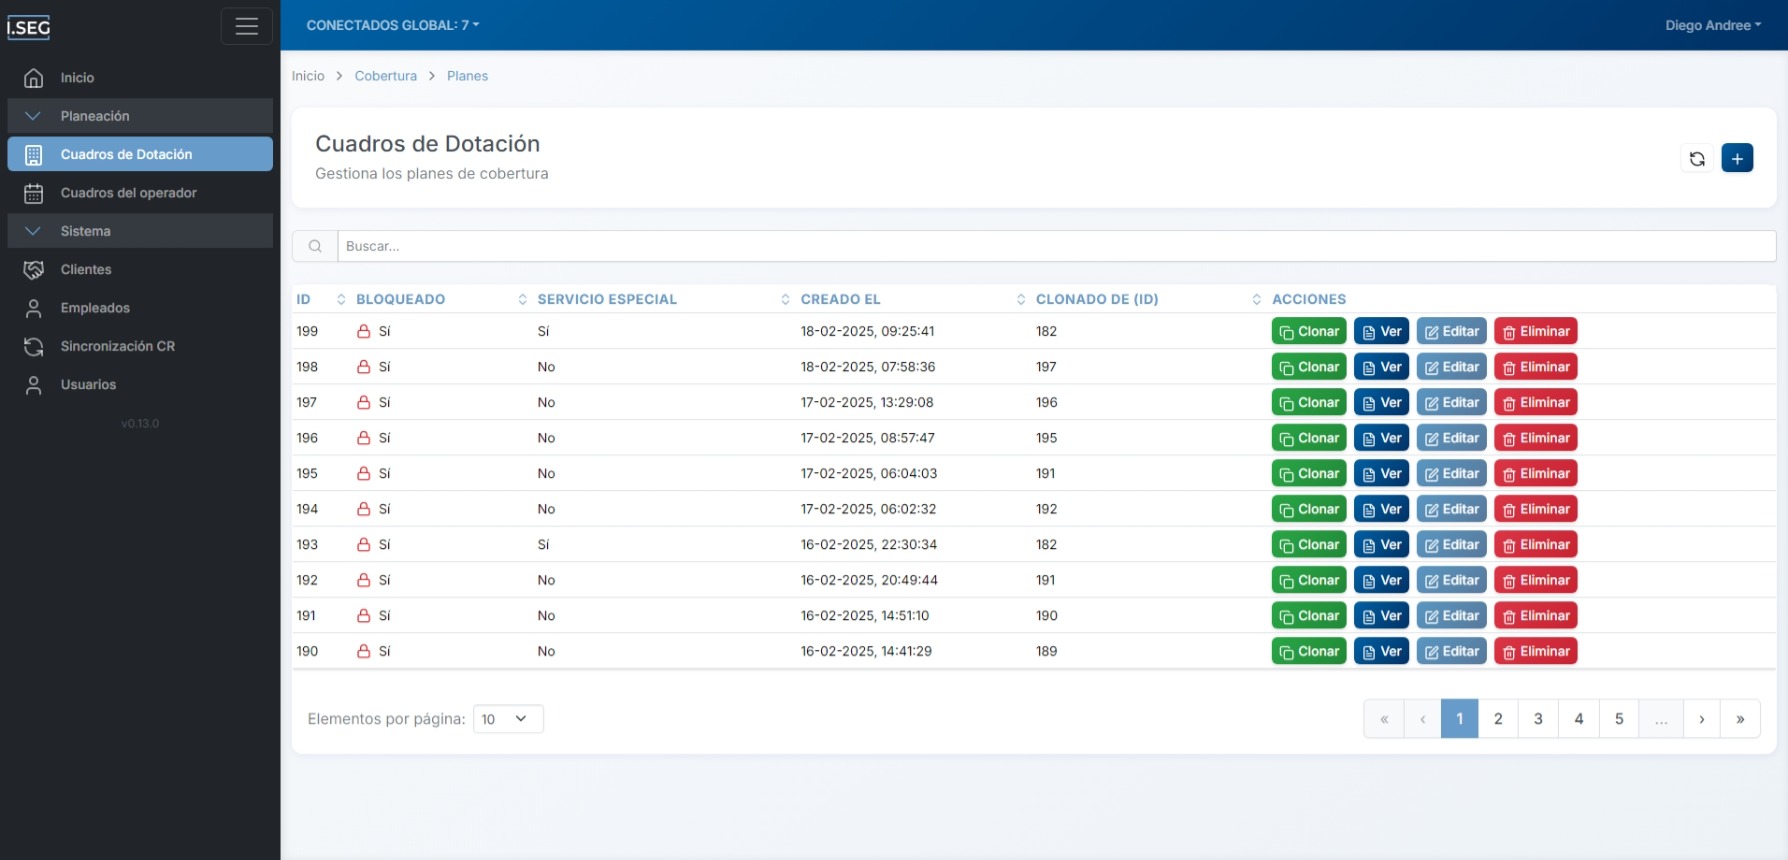 I.SEG
CONECTADOS GLOBAL: 7
Diego Andree
Inicio
Planeación
Cuadros de Dotación
Cuadros del operador
Sistema
Clientes
Empleados
Sincronización CR
Usuarios
v0.13.0
Inicio > Cobertura > Planes
Cuadros de Dotación
Gestiona los planes de cobertura
+
Buscar...
ID BLOQUEADO SERVICIO ESPECIAL CREADO EL CLONADO DE (ID) ACCIONES
199 Sí Sí 18-02-2025, 09:25:41 182 Clonar Ver Editar Eliminar
198 Sí No 18-02-2025, 07:58:36 197 Clonar Ver Editar Eliminar
197 Sí No 17-02-2025, 13:29:08 196 Clonar Ver Editar Eliminar
196 Sí No 17-02-2025, 08:57:47 195 Clonar Ver Editar Eliminar
195 Sí No 17-02-2025, 06:04:03 191 Clonar Ver Editar Eliminar
194 Sí No 17-02-2025, 06:02:32 192 Clonar Ver Editar Eliminar
193 Sí Sí 16-02-2025, 22:30:34 182 Clonar Ver Editar Eliminar
192 Sí No 16-02-2025, 20:49:44 191 Clonar Ver Editar Eliminar
191 Sí No 16-02-2025, 14:51:10 190 Clonar Ver Editar Eliminar
190 Sí No 16-02-2025, 14:41:29 189 Clonar Ver Editar Eliminar
Elementos por página: 10
« ‹ 1 2 3 4 5 ... › »